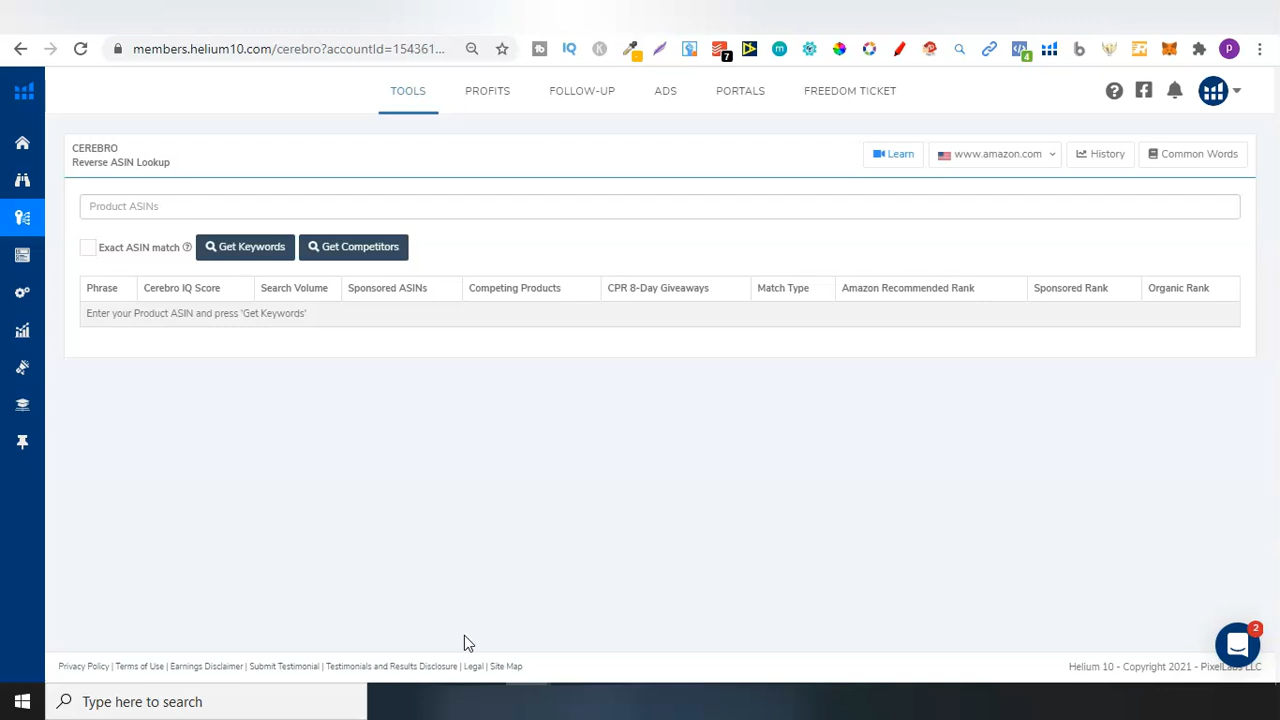 members.helium10.com/cerebro?accountId=154361...
7
4
P
TOOLS
PROFITS
FOLLOW-UP
ADS
PORTALS
FREEDOM TICKET
CEREBRO
Reverse ASIN Lookup
Learn
www.amazon.com
History
Common Words
Product ASINs
Exact ASIN match
Get Keywords
Get Competitors
Phrase
Cerebro IQ Score
Search Volume
Sponsored ASINs
Competing Products
CPR 8-Day Giveaways
Match Type
Amazon Recommended Rank
Sponsored Rank
Organic Rank
Enter your Product ASIN and press 'Get Keywords'
2
Privacy Policy | Terms of Use | Earnings Disclaimer | Submit Testimonial | Testimonials and Results Disclosure | Legal | Site Map
Helium 10 - Copyright 2021 - PixelLabs LLC
Type here to search